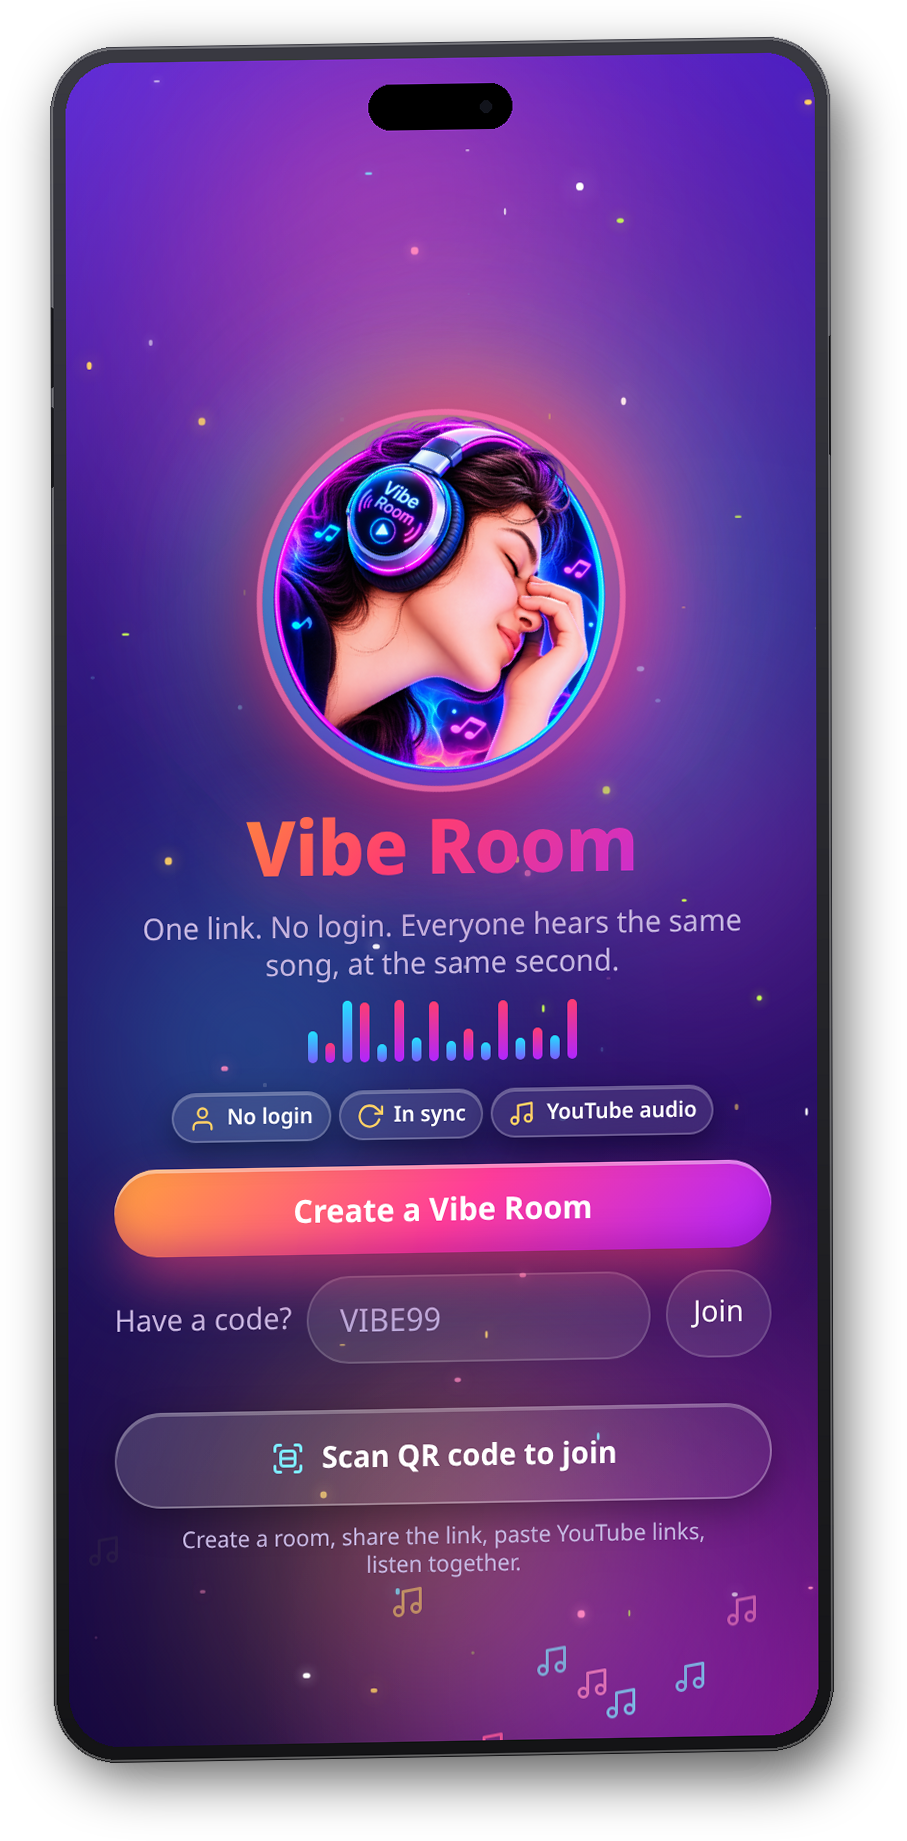 Vibe
Room
Vibe Room
One link. No login. Everyone hears the same
song, at the same second.
No login
In sync
YouTube audio
Create a Vibe Room
Have a code?
VIBE99
Join
Scan QR code to join
Create a room, share the link, paste YouTube links,
listen together.